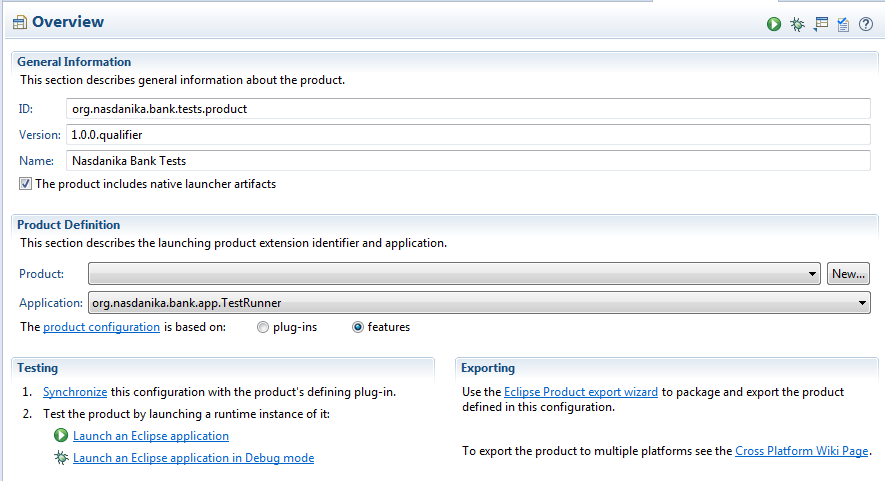 Overview
General Information
This section describes general information about the product.
ID: org.nasdanika.bank.tests.product
Version: 1.0.0.qualifier
Name: Nasdanika Bank Tests
The product includes native launcher artifacts
Product Definition
This section describes the launching product extension identifier and application.
Product: New...
Application: org.nasdanika.bank.app.TestRunner
The product configuration is based on: plug-ins features
Testing
1. Synchronize this configuration with the product's defining plug-in.
2. Test the product by launching a runtime instance of it:
Launch an Eclipse application
Launch an Eclipse application in Debug mode
Exporting
Use the Eclipse Product export wizard to package and export the product
defined in this configuration.
To export the product to multiple platforms see the Cross Platform Wiki Page.